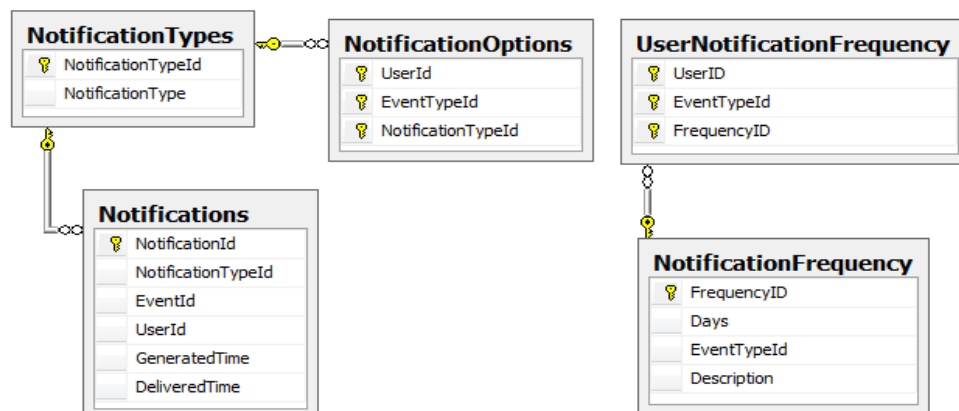 NotificationTypes
NotificationTypeId
NotificationType
NotificationOptions
UserId
EventTypeId
NotificationTypeId
UserNotificationFrequency
UserID
EventTypeId
FrequencyID
Notifications
NotificationId
NotificationTypeId
EventId
UserId
GeneratedTime
DeliveredTime
NotificationFrequency
FrequencyID
Days
EventTypeId
Description